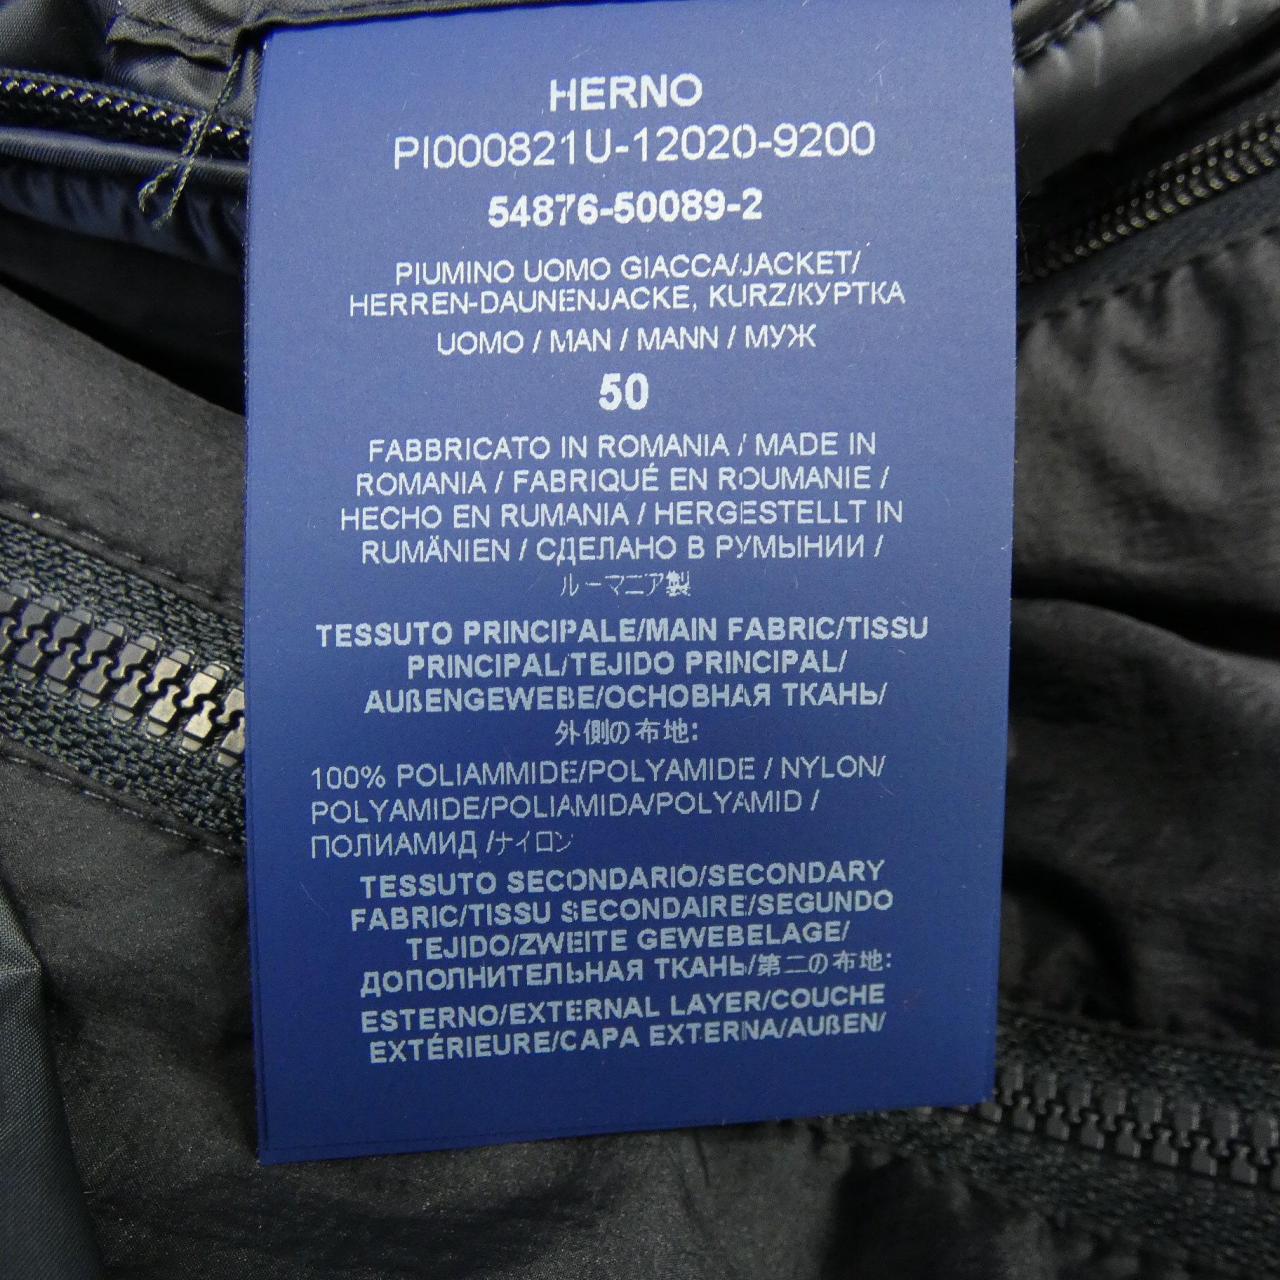 HERNO
PI000821U-12020-9200
54876-50089-2
PIUMINO UOMO GIACCA/JACKET/
HERREN-DAUNENJACKE, KURZ/КУРТКА
UOMO / MAN / MANN / МУЖ
50
FABBRICATO IN ROMANIA / MADE IN
ROMANIA / FABRIQUÉ EN ROUMANIE /
HECHO EN RUMANIA / HERGESTELLT IN
RUMÄNIEN / СДЕЛАНО В РУМЫНИИ /
ルーマニア製
TESSUTO PRINCIPALE/MAIN FABRIC/TISSU
PRINCIPAL/TEJIDO PRINCIPAL/
AUßENGEWEBE/ОСНОВНАЯ ТКАНЬ/
外側の布地:
100% POLIAMMIDE/POLYAMIDE / NYLON/
POLYAMIDE/POLIAMIDA/POLYAMID /
ПОЛИАМИД /ナイロン
TESSUTO SECONDARIO/SECONDARY
FABRIC/TISSU SECONDAIRE/SEGUNDO
TEJIDO/ZWEITE GEWEBELAGE/
ДОПОЛНИТЕЛЬНАЯ ТКАНЬ/第二の布地:
ESTERNO/EXTERNAL LAYER/COUCHE
EXTÉRIEURE/CAPA EXTERNA/AUßEN/